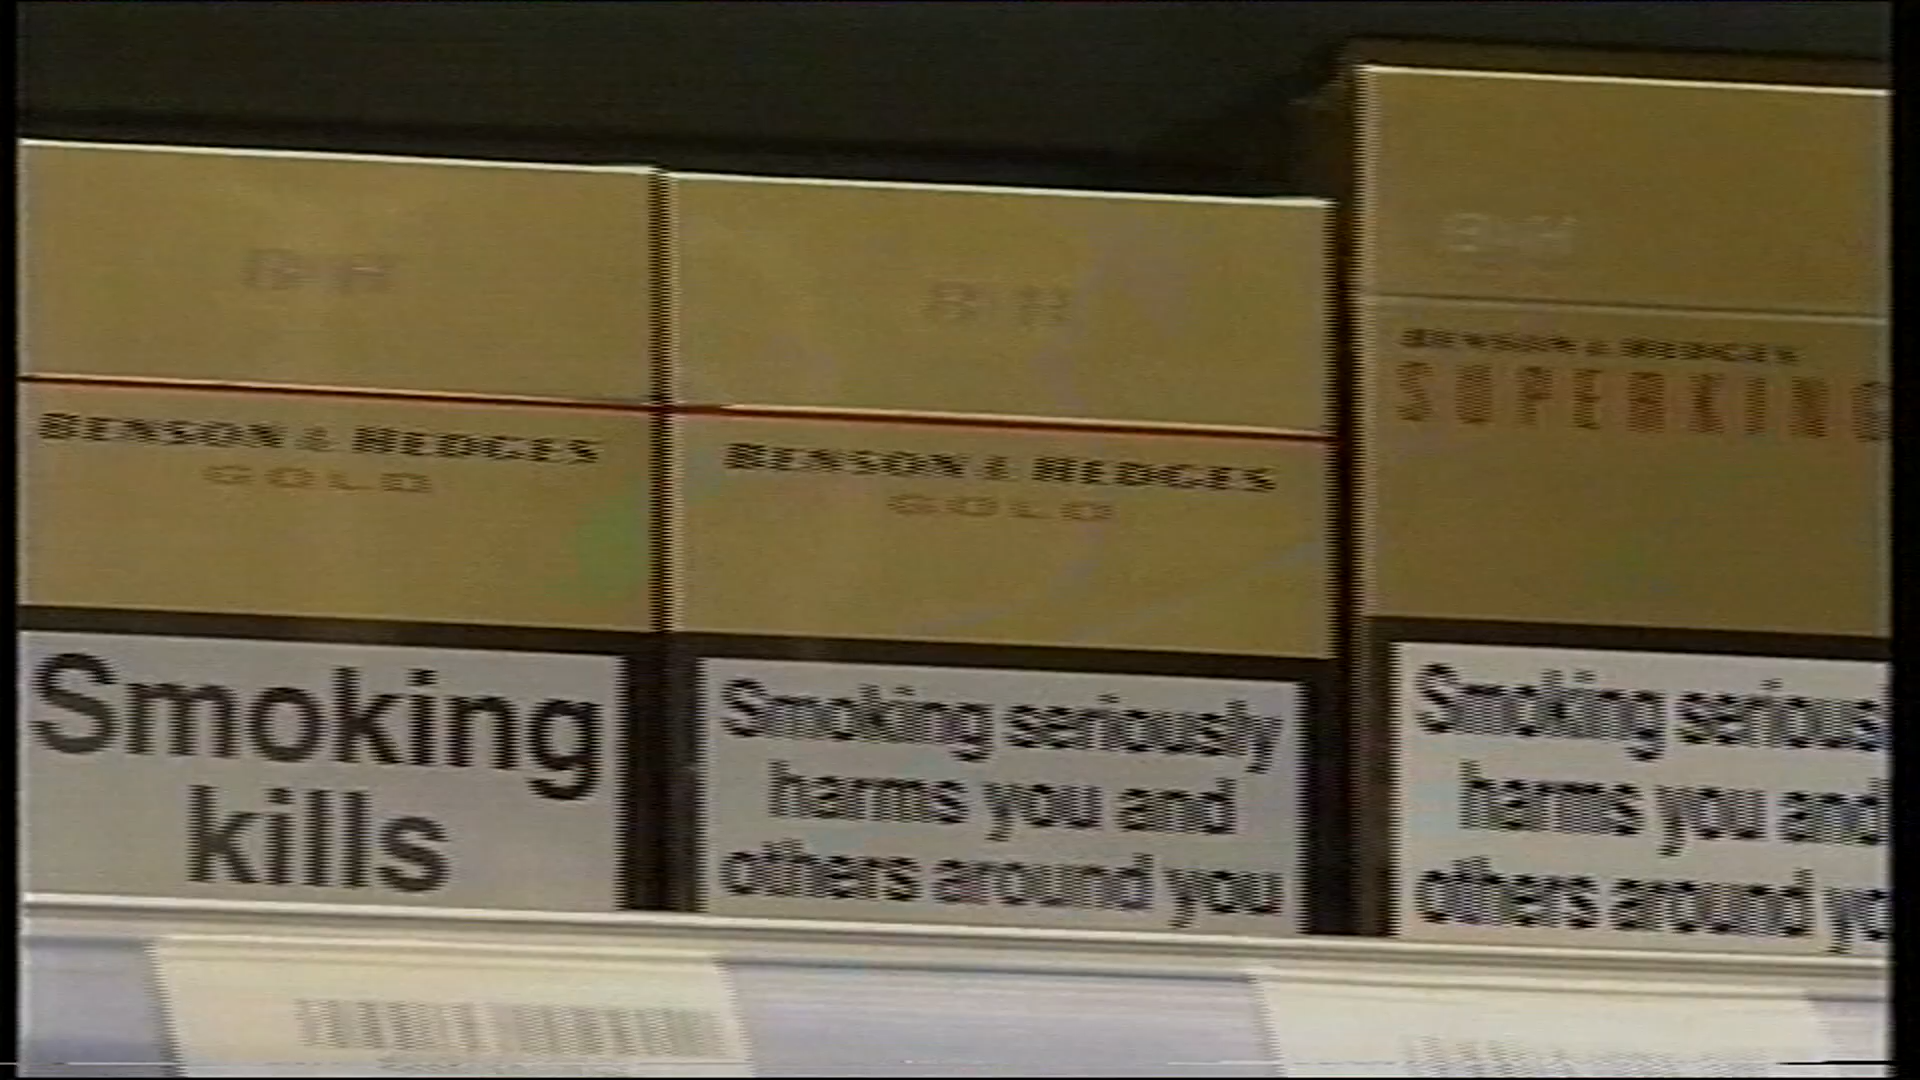 B&H
BENSON & HEDGES
GOLD
Smoking
kills
B&H
BENSON & HEDGES
GOLD
Smoking seriously
harms you and
others around you
B&H
BENSON & HEDGES
SUPERKING
Smoking serious
harms you and
others around yo